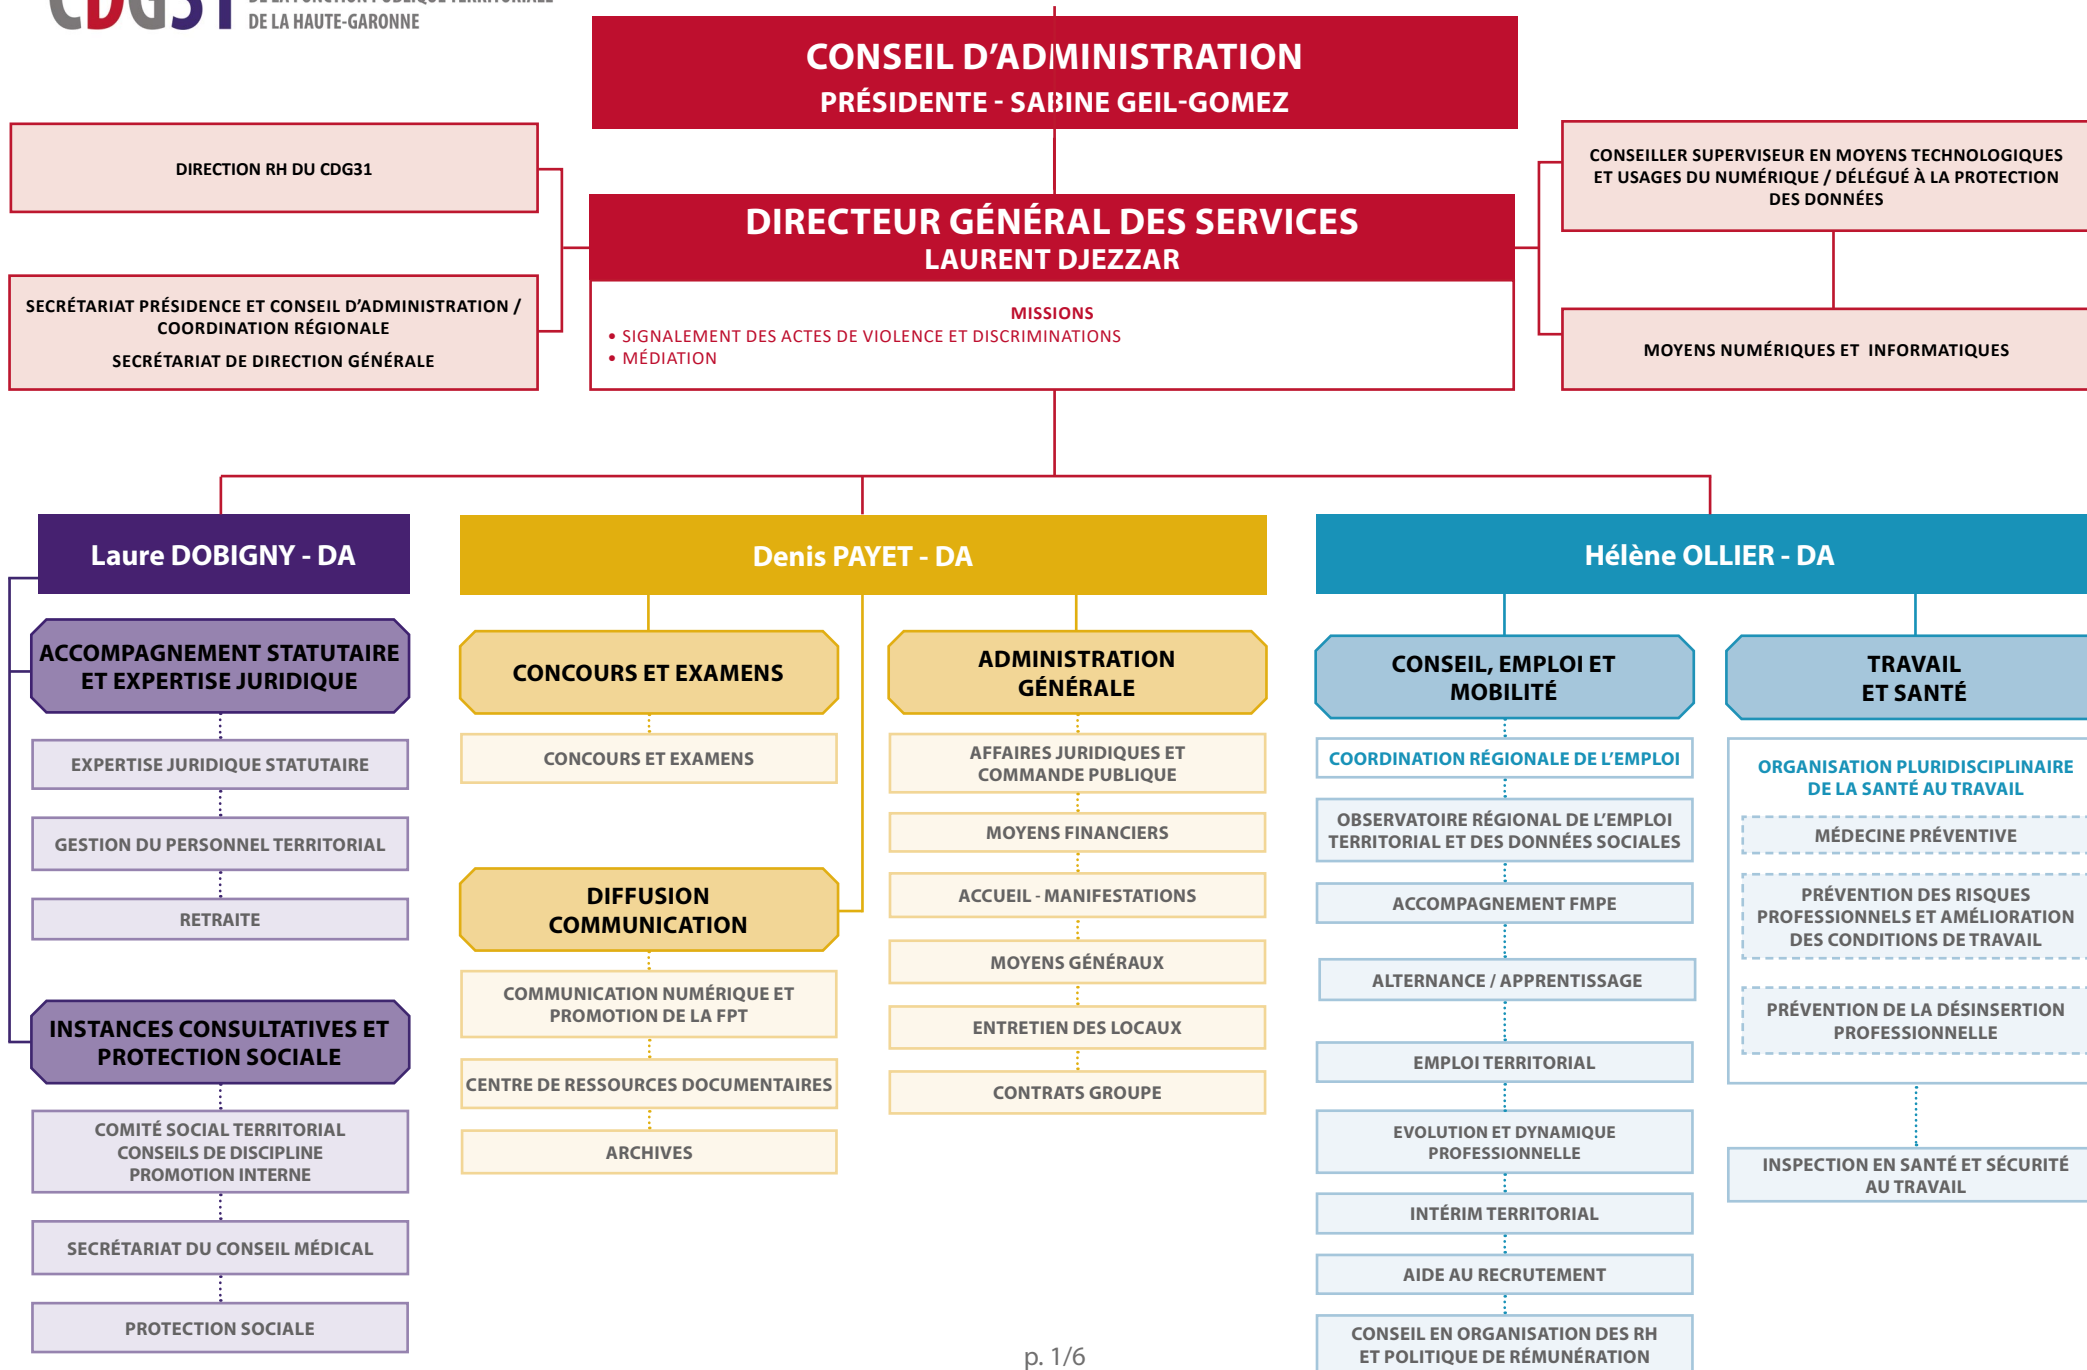 CDG31
DE LA FONCTION PUBLIQUE TERRITORIALE
DE LA HAUTE-GARONNE
CONSEIL D'ADMINISTRATION
PRÉSIDENTE - SABINE GEIL-GOMEZ
DIRECTION RH DU CDG31
CONSEILLER SUPERVISEUR EN MOYENS TECHNOLOGIQUES
ET USAGES DU NUMÉRIQUE / DÉLÉGUÉ À LA PROTECTION
DES DONNÉES
DIRECTEUR GÉNÉRAL DES SERVICES
LAURENT DJEZZAR
SECRÉTARIAT PRÉSIDENCE ET CONSEIL D'ADMINISTRATION /
COORDINATION RÉGIONALE
SECRÉTARIAT DE DIRECTION GÉNÉRALE
MISSIONS
• SIGNALEMENT DES ACTES DE VIOLENCE ET DISCRIMINATIONS
• MÉDIATION
MOYENS NUMÉRIQUES ET INFORMATIQUES
Laure DOBIGNY - DA
ACCOMPAGNEMENT STATUTAIRE
ET EXPERTISE JURIDIQUE
EXPERTISE JURIDIQUE STATUTAIRE
GESTION DU PERSONNEL TERRITORIAL
RETRAITE
INSTANCES CONSULTATIVES ET
PROTECTION SOCIALE
COMITÉ SOCIAL TERRITORIAL
CONSEILS DE DISCIPLINE
PROMOTION INTERNE
SECRÉTARIAT DU CONSEIL MÉDICAL
PROTECTION SOCIALE
Denis PAYET - DA
CONCOURS ET EXAMENS
CONCOURS ET EXAMENS
DIFFUSION
COMMUNICATION
COMMUNICATION NUMÉRIQUE ET
PROMOTION DE LA FPT
CENTRE DE RESSOURCES DOCUMENTAIRES
ARCHIVES
ADMINISTRATION
GÉNÉRALE
AFFAIRES JURIDIQUES ET
COMMANDE PUBLIQUE
MOYENS FINANCIERS
ACCUEIL - MANIFESTATIONS
MOYENS GÉNÉRAUX
ENTRETIEN DES LOCAUX
CONTRATS GROUPE
Hélène OLLIER - DA
CONSEIL, EMPLOI ET
MOBILITÉ
COORDINATION RÉGIONALE DE L'EMPLOI
OBSERVATOIRE RÉGIONAL DE L'EMPLOI
TERRITORIAL ET DES DONNÉES SOCIALES
ACCOMPAGNEMENT FMPE
ALTERNANCE / APPRENTISSAGE
EMPLOI TERRITORIAL
EVOLUTION ET DYNAMIQUE
PROFESSIONNELLE
INTÉRIM TERRITORIAL
AIDE AU RECRUTEMENT
CONSEIL EN ORGANISATION DES RH
ET POLITIQUE DE RÉMUNÉRATION
TRAVAIL
ET SANTÉ
ORGANISATION PLURIDISCIPLINAIRE
DE LA SANTÉ AU TRAVAIL
MÉDECINE PRÉVENTIVE
PRÉVENTION DES RISQUES
PROFESSIONNELS ET AMÉLIORATION
DES CONDITIONS DE TRAVAIL
PRÉVENTION DE LA DÉSINSERTION
PROFESSIONNELLE
INSPECTION EN SANTÉ ET SÉCURITÉ
AU TRAVAIL
p. 1/6